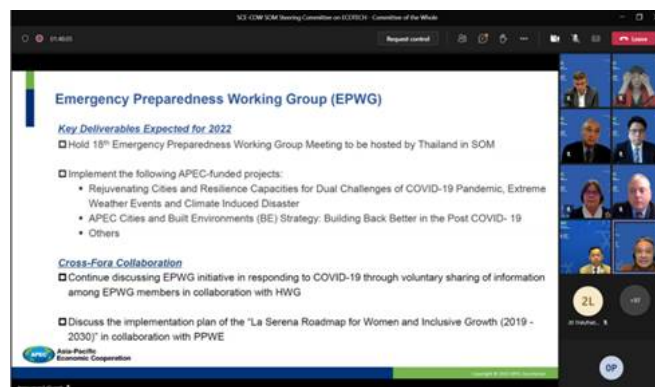 SCE-COW SOM Steering Committee on ECOTECH - Committee of the Whole
Request control
Leave
Emergency Preparedness Working Group (EPWG)
Key Deliverables Expected for 2022
Hold 18th Emergency Preparedness Working Group Meeting to be hosted by Thailand in SOM
Implement the following APEC-funded projects:
Rejuvenating Cities and Resilience Capacities for Dual Challenges of COVID-19 Pandemic, Extreme
Weather Events and Climate Induced Disaster
APEC Cities and Built Environments (BE) Strategy: Building Back Better in the Post COVID- 19
Others
Cross-Fora Collaboration
Continue discussing EPWG initiative in responding to COVID-19 through voluntary sharing of information
among EPWG members in collaboration with HWG
Discuss the implementation plan of the "La Serena Roadmap for Women and Inclusive Growth (2019 -
2030)" in collaboration with PPWE
APEC
Asia-Pacific
Economic Cooperation
2L
OP